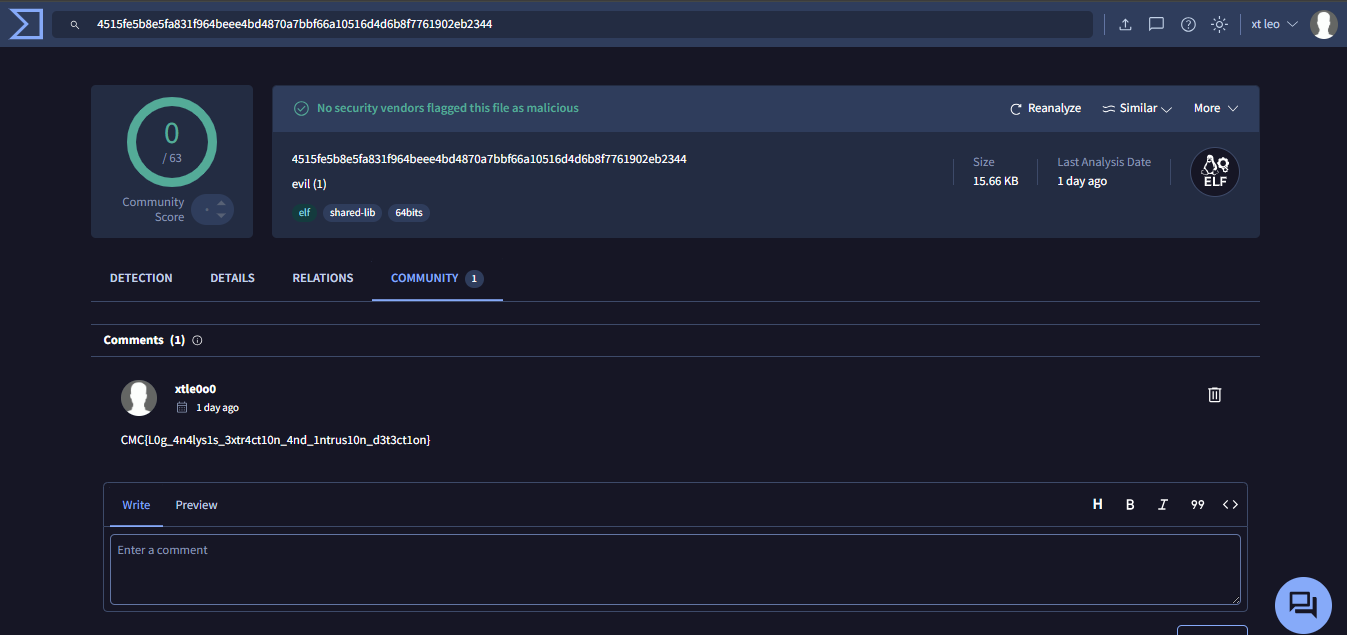 4515fe5b8e5fa831f964beee4bd4870a7bbf66a10516d4d6b8f7761902eb2344
xt leo
0
/ 63
Community
Score
No security vendors flagged this file as malicious
Reanalyze
Similar
More
4515fe5b8e5fa831f964beee4bd4870a7bbf66a10516d4d6b8f7761902eb2344
evil (1)
elf
shared-lib
64bits
Size
15.66 KB
Last Analysis Date
1 day ago
ELF
DETECTION
DETAILS
RELATIONS
COMMUNITY 1
Comments (1)
xtle0o0
1 day ago
CMC{L0g_4n4lys1s_3xtr4ct10n_4nd_1ntrus10n_d3t3ct1on}
Write
Preview
H B I 99 <>
Enter a comment